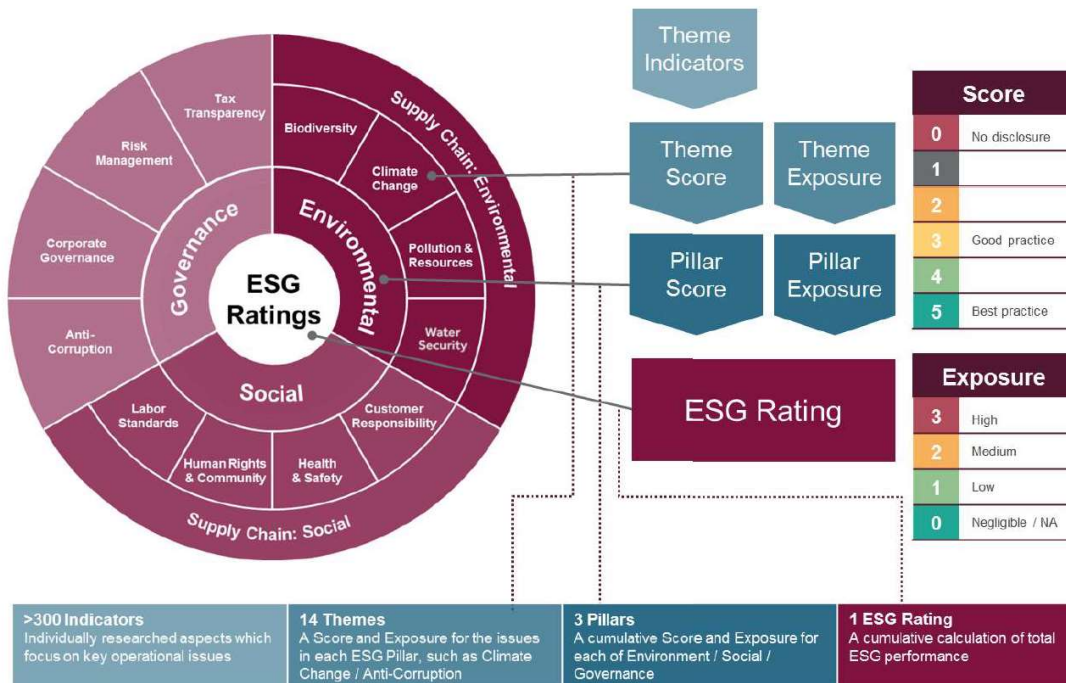 Tax
Transparency
Risk
Management
Corporate
Governance
Anti-
Corruption
Governance
Biodiversity
Climate
Change
Pollution &
Resources
Water
Security
Environmental
Supply Chain: Environmental
ESG
Ratings
Social
Labor
Standards
Human Rights
& Community
Health
& Safety
Customer
Responsibility
Supply Chain: Social
Theme
Indicators
Theme
Score
Theme
Exposure
Pillar
Score
Pillar
Exposure
ESG Rating
Score
0 No disclosure
1
2
3 Good practice
4
5 Best practice
Exposure
3 High
2 Medium
1 Low
0 Negligible / NA
>300 Indicators
Individually researched aspects which
focus on key operational issues
14 Themes
A Score and Exposure for the issues
in each ESG Pillar, such as Climate
Change / Anti-Corruption
3 Pillars
A cumulative Score and Exposure for
each of Environment / Social /
Governance
1 ESG Rating
A cumulative calculation of total
ESG performance